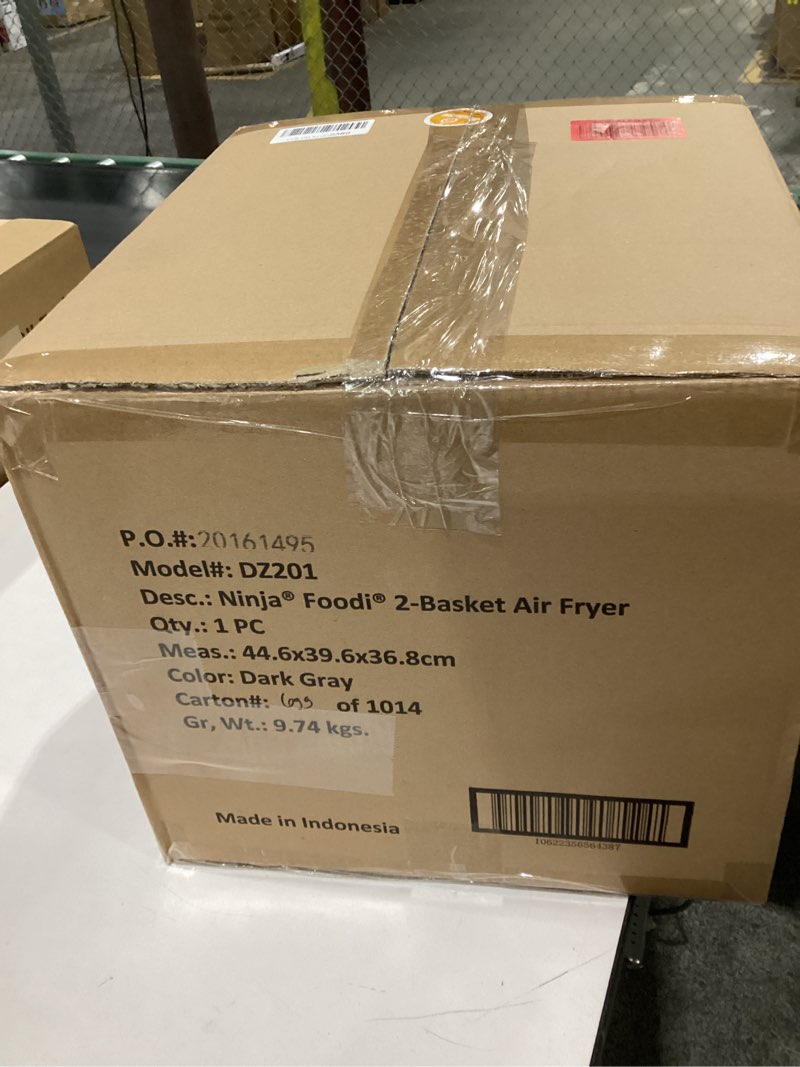 P.O.#:20161495
Model#: DZ201
Desc.: Ninja® Foodi® 2-Basket Air Fryer
Qty.: 1 PC
Meas.: 44.6x39.6x36.8cm
Color: Dark Gray
Carton#: of 1014
Gr, Wt.: 9.74 kgs.
Made in Indonesia
10622356564387